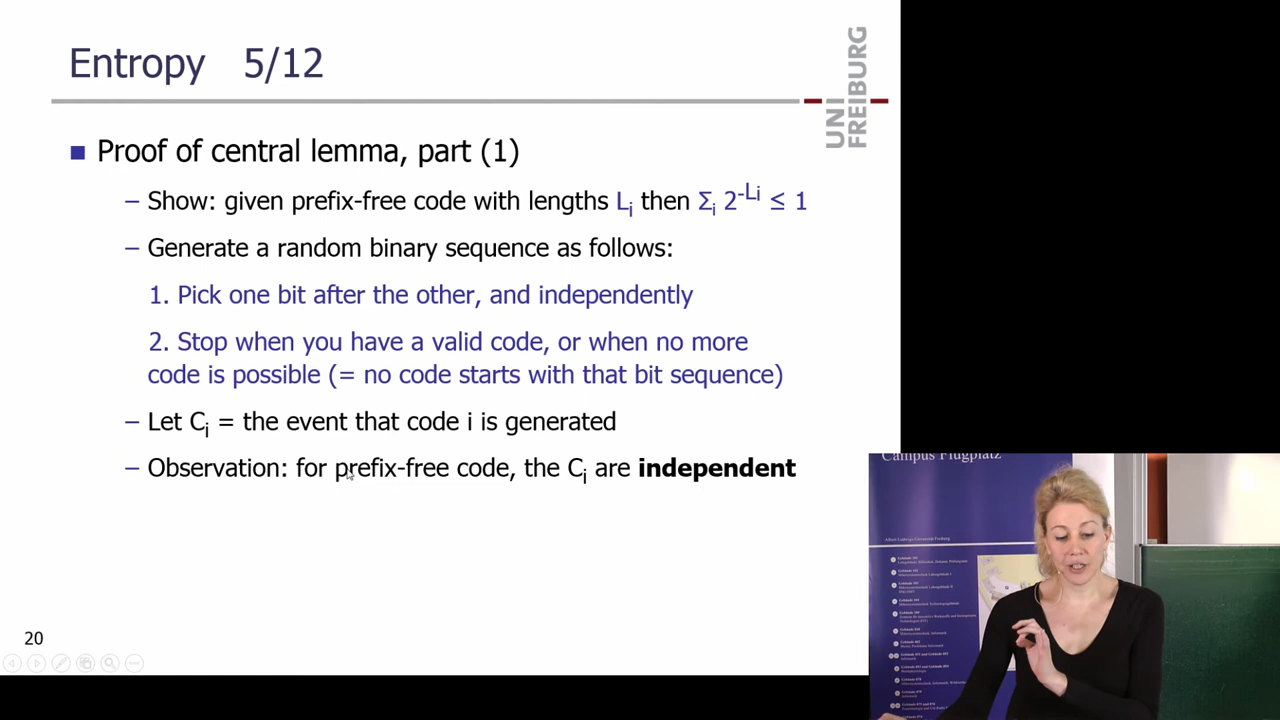 Entropy 5/12
UNI
FREIBURG
■ Proof of central lemma, part (1)
– Show: given prefix-free code with lengths Li then Σi 2-Li ≤ 1
– Generate a random binary sequence as follows:
1. Pick one bit after the other, and independently
2. Stop when you have a valid code, or when no more
code is possible (= no code starts with that bit sequence)
– Let Ci = the event that code i is generated
– Observation: for prefix-free code, the Ci are independent
20
Campus Flugplatz
Albert-Ludwigs-Universität Freiburg